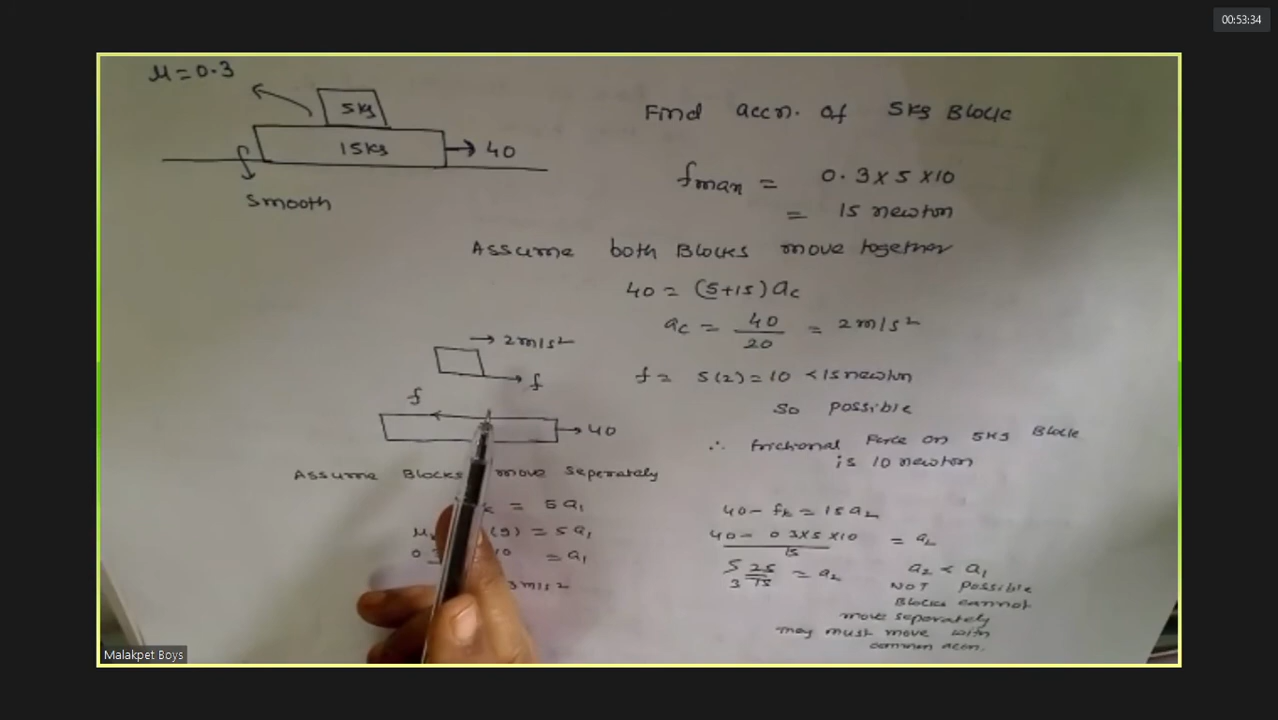 00:53:34
μ = 0.3
5kg
15kg
40
Smooth
Find accn. of 5kg Block
fmax = 0.3 x 5 x 10
= 15 newton
Assume both Blocks move together
40 = (5+15) ac
ac = 40/20 = 2m/s²
2m/s²
f
f = 5(2) = 10 < 15 newton
So possible
f
40
∴ frictional Force on 5kg Block
is 10 newton
Assume Blocks move seperately
= 5a₁
(g) = 5a₁
10 = a₁
3m/s²
40 - fk = 15a₂
40 - 0.3x5x10 / 15 = a₂
5 25
3 15 = a₂
a₂ < a₁
NOT Possible
Blocks cannot
move seperately
may must move with
common accn.
Malakpet Boys